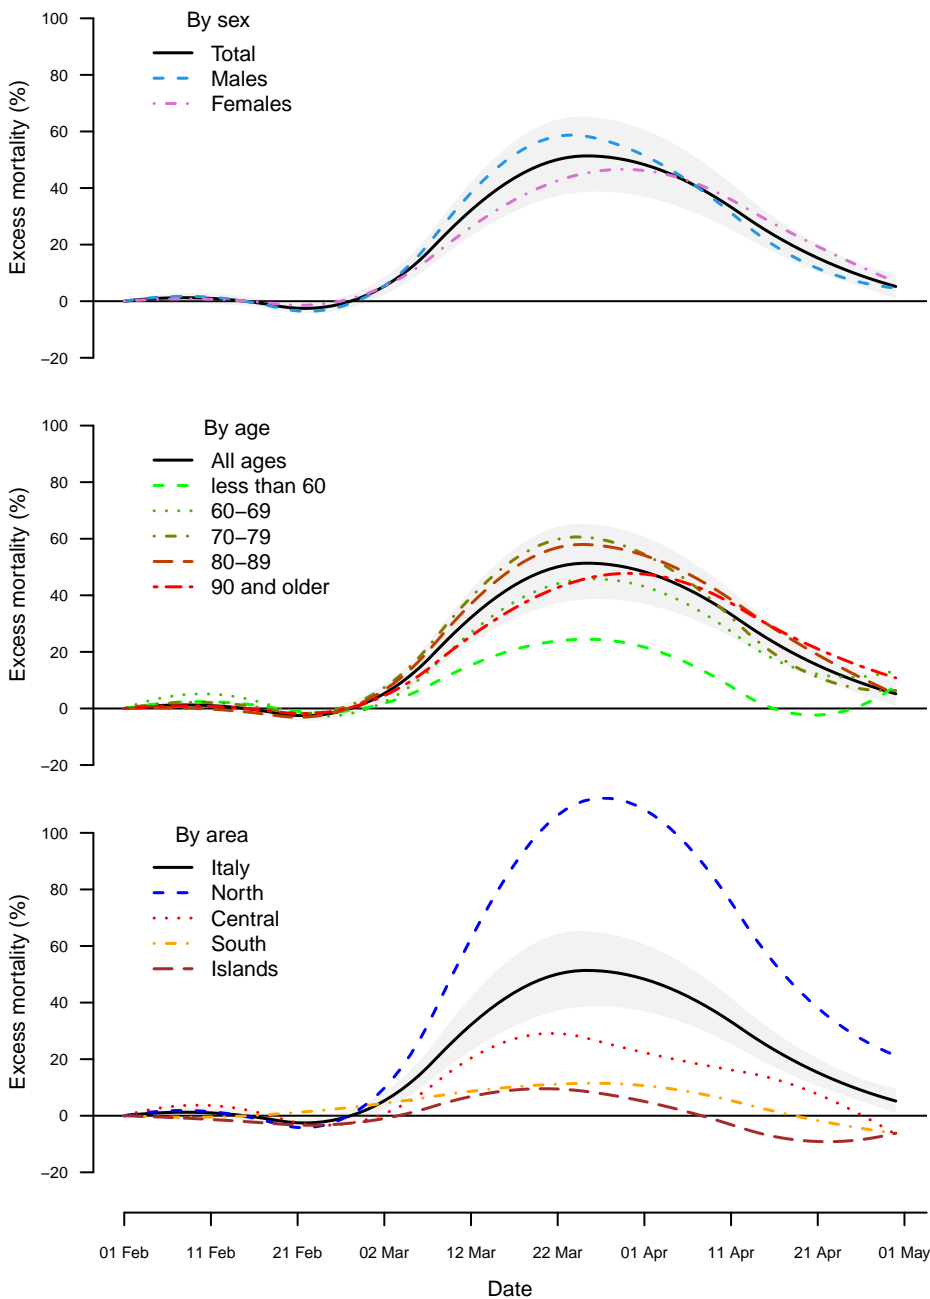 By sex
Total
Males
Females
Excess mortality (%)
100
80
60
40
20
0
−20
By age
All ages
less than 60
60−69
70−79
80−89
90 and older
Excess mortality (%)
100
80
60
40
20
0
−20
By area
Italy
North
Central
South
Islands
Excess mortality (%)
100
80
60
40
20
0
−20
01 Feb 11 Feb 21 Feb 02 Mar 12 Mar 22 Mar 01 Apr 11 Apr 21 Apr 01 May
Date